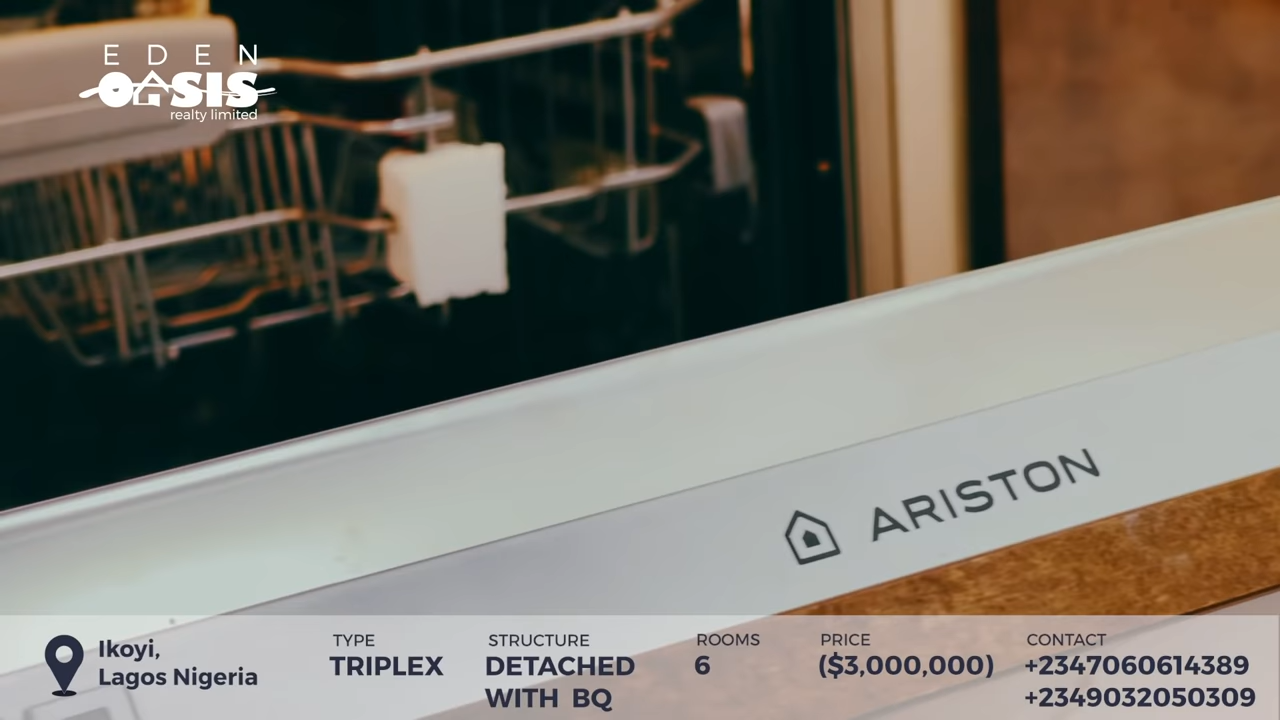 EDEN
OASIS
realty limited
ARISTON
Ikoyi,
Lagos Nigeria
TYPE
TRIPLEX
STRUCTURE
DETACHED
WITH BQ
ROOMS
6
PRICE
($3,000,000)
CONTACT
+2347060614389
+2349032050309